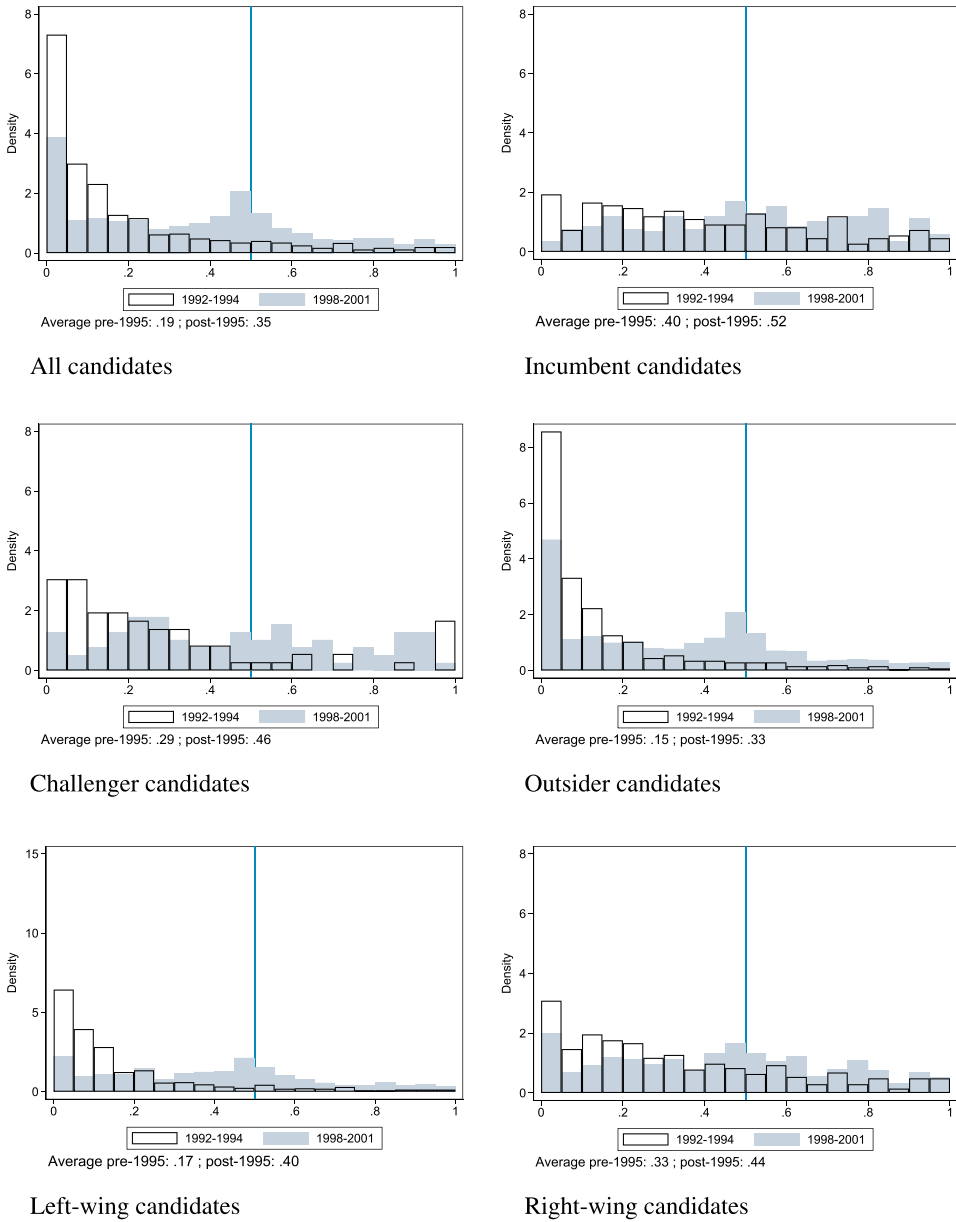 8
6
4
2
0
Density
0 .2 .4 .6 .8 1
1992-1994 1998-2001
Average pre-1995: .19 ; post-1995: .35
All candidates
8
6
4
2
0
Density
0 .2 .4 .6 .8 1
1992-1994 1998-2001
Average pre-1995: .40 ; post-1995: .52
Incumbent candidates
8
6
4
2
0
Density
0 .2 .4 .6 .8 1
1992-1994 1998-2001
Average pre-1995: .29 ; post-1995: .46
Challenger candidates
8
6
4
2
0
Density
0 .2 .4 .6 .8 1
1992-1994 1998-2001
Average pre-1995: .15 ; post-1995: .33
Outsider candidates
15
10
5
0
Density
0 .2 .4 .6 .8 1
1992-1994 1998-2001
Average pre-1995: .17 ; post-1995: .40
Left-wing candidates
8
6
4
2
0
Density
0 .2 .4 .6 .8 1
1992-1994 1998-2001
Average pre-1995: .33 ; post-1995: .44
Right-wing candidates